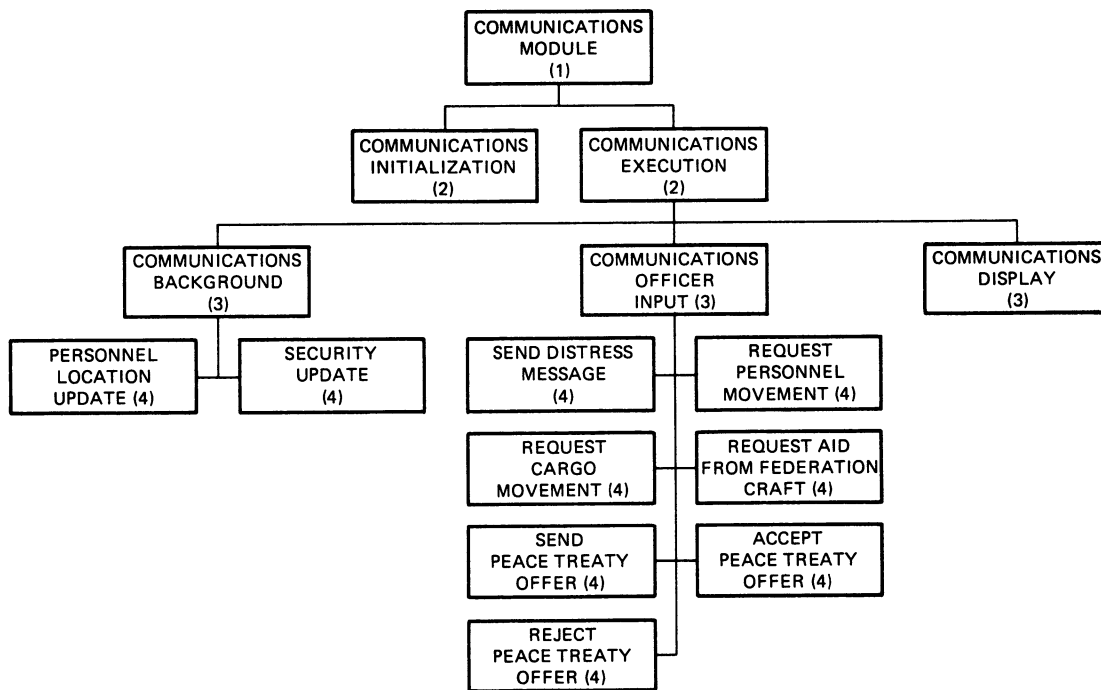 COMMUNICATIONS
MODULE
(1)
COMMUNICATIONS
INITIALIZATION
(2)
COMMUNICATIONS
EXECUTION
(2)
COMMUNICATIONS
BACKGROUND
(3)
COMMUNICATIONS
OFFICER
INPUT (3)
COMMUNICATIONS
DISPLAY
(3)
PERSONNEL
LOCATION
UPDATE (4)
SECURITY
UPDATE
(4)
SEND DISTRESS
MESSAGE
(4)
REQUEST
PERSONNEL
MOVEMENT (4)
REQUEST
CARGO
MOVEMENT (4)
REQUEST AID
FROM FEDERATION
CRAFT (4)
SEND
PEACE TREATY
OFFER (4)
ACCEPT
PEACE TREATY
OFFER (4)
REJECT
PEACE TREATY
OFFER (4)